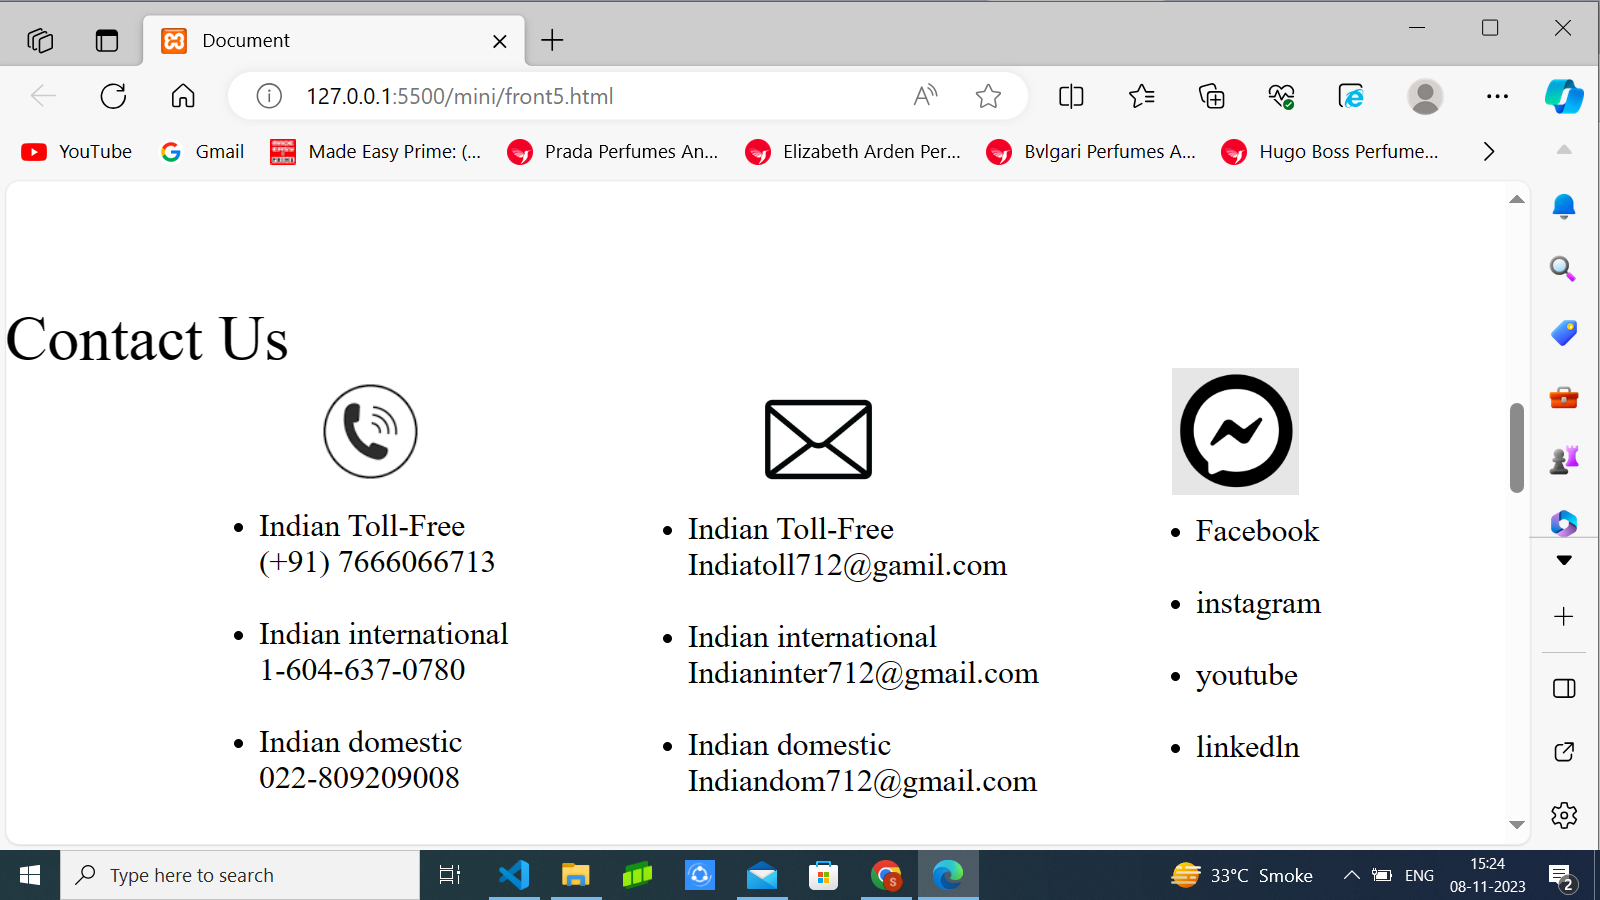 Document
127.0.0.1:5500/mini/front5.html
YouTube
Gmail
Made Easy Prime: (...
Prada Perfumes An...
Elizabeth Arden Per...
Bvlgari Perfumes A...
Hugo Boss Perfume...
Contact Us
Indian Toll-Free
(+91) 7666066713
Indian international
1-604-637-0780
Indian domestic
022-809209008
Indian Toll-Free
Indiatoll712@gamil.com
Indian international
Indianinter712@gmail.com
Indian domestic
Indiandom712@gmail.com
Facebook
instagram
youtube
linkedln
Type here to search
S
33°C Smoke
ENG
15:24
08-11-2023
2